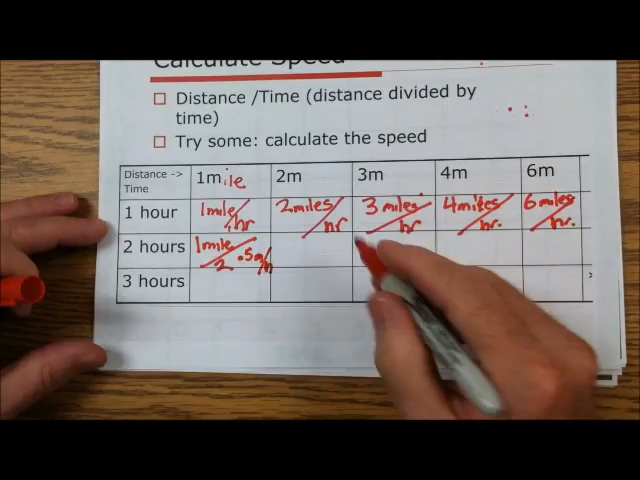 Calculate Speed
Distance /Time (distance divided by
time)
Try some: calculate the speed
Distance -> 1mile 2m 3m 4m 6m
Time
1 hour 1mile/hr 2miles/hr 3 miles/hr 4miles/hr. 6miles/hr.
2 hours 1mile/2 .5m/h
3 hours